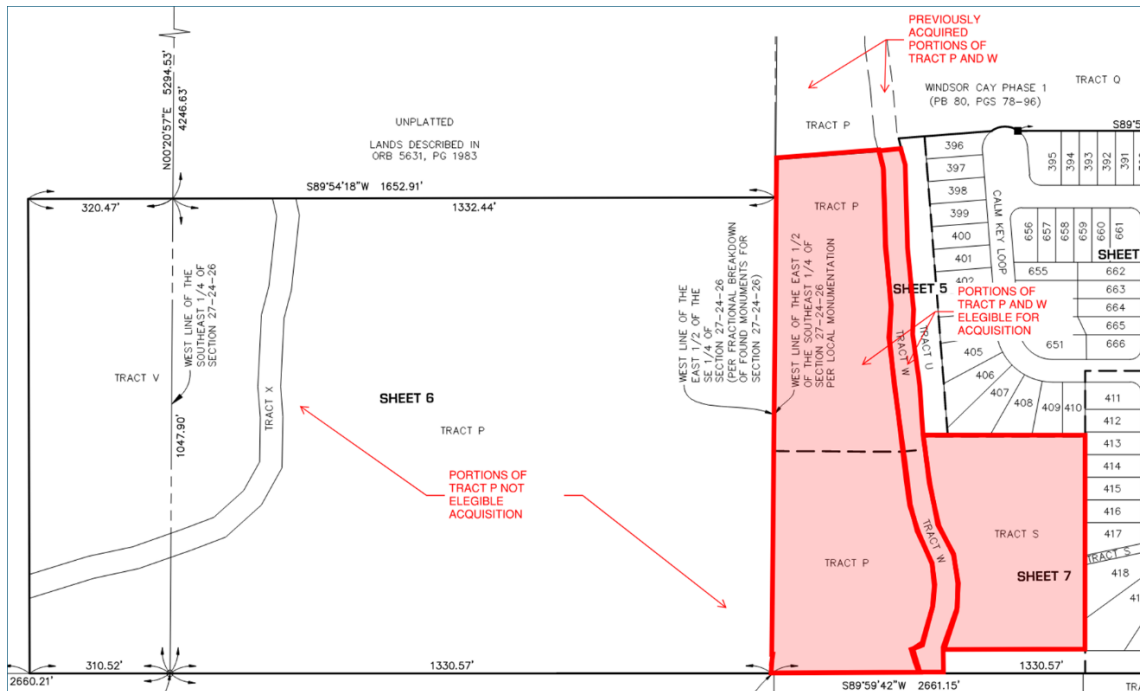 PREVIOUSLY
ACQUIRED
PORTIONS OF
TRACT P AND W
TRACT Q
WINDSOR CAY PHASE 1
(PB 80, PGS 78-96)
N00°20'57"E 5294.53'
4246.63'
UNPLATTED
LANDS DESCRIBED IN
ORB 5631, PG 1983
TRACT P
S89°5
S89°54'18"W 1652.91'
320.47'
1332.44'
TRACT P
396
397
398
399
400
401
402
CALM KEY LOOP
395
394
393
392
391
656
657
658
659
660
661
SHEET
655
662
663
664
665
666
651
SHEET 5
PORTIONS OF
TRACT P AND W
ELEGIBLE FOR
ACQUISITION
WEST LINE OF THE
SOUTHEAST 1/4 OF
SECTION 27-24-26
WEST LINE OF THE
EAST 1/2 OF THE
SE 1/4 OF
SECTION 27-24-26
(PER FRACTIONAL BREAKDOWN
OF FOUND MONUMENTS FOR
SECTION 27-24-26)
WEST LINE OF THE EAST 1/2
OF THE SOUTHEAST 1/4 OF
SECTION 27-24-26
PER LOCAL MONUMENTATION
TRACT W
TRACT U
405
406
407
408
409
410
411
412
413
414
415
416
417
TRACT S
418
41
TRACT V
1047.90'
TRACT X
SHEET 6
TRACT P
PORTIONS OF
TRACT P NOT
ELEGIBLE
ACQUISITION
TRACT P
TRACT W
TRACT S
SHEET 7
310.52'
1330.57'
1330.57'
2660.21'
S89°59'42"W 2661.15'
TRA